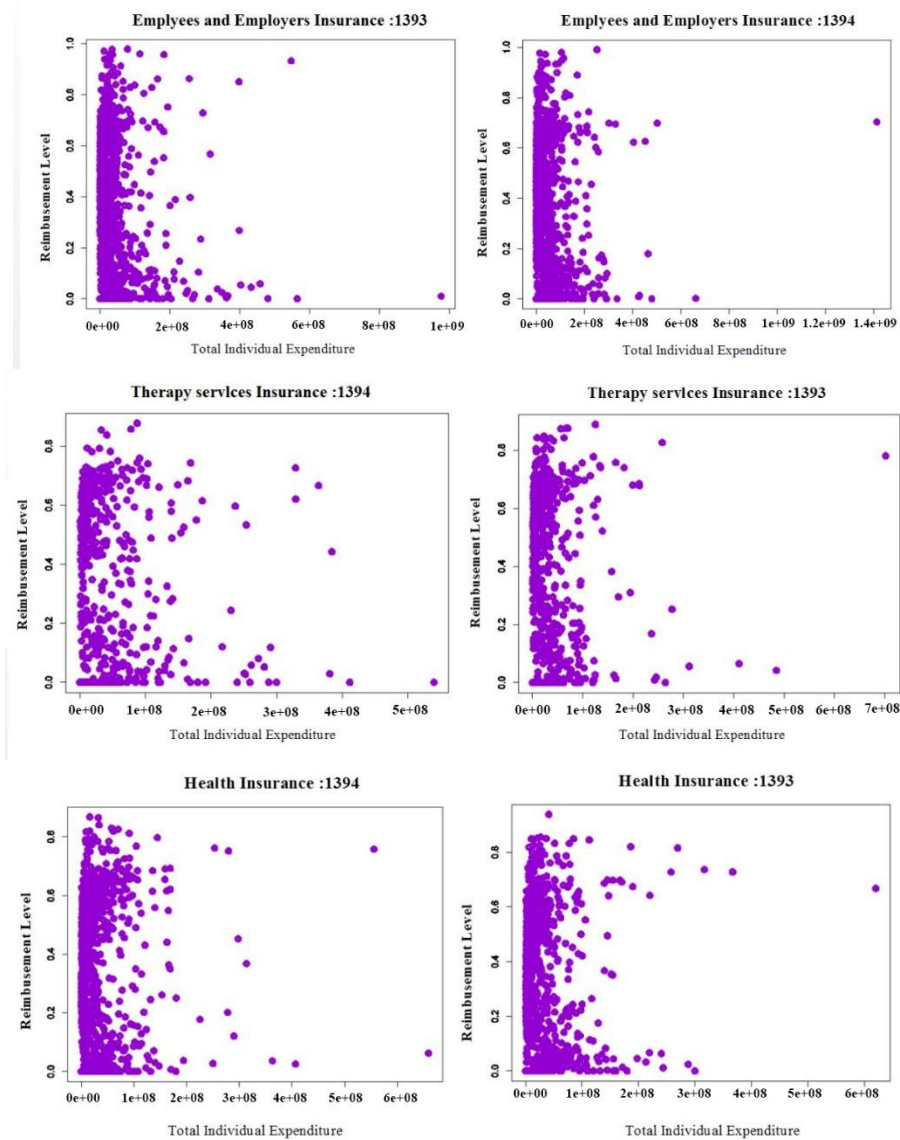 Emplyees and Employers Insurance :1393
Reimbusement Level
1.0
0.8
0.6
0.4
0.2
0.0
0e+00 2e+08 4e+08 6e+08 8e+08 1e+09
Total Individual Expenditure
Emplyees and Employers Insurance :1394
Reimbusement Level
1.0
0.8
0.6
0.4
0.2
0.0
0e+00 2e+08 4e+08 6e+08 8e+08 1e+09 1.2e+09 1.4e+09
Total Individual Expenditure
Therapy services Insurance :1394
Reimbusement Level
0.8
0.6
0.4
0.2
0.0
0e+00 1e+08 2e+08 3e+08 4e+08 5e+08
Total Individual Expenditure
Therapy services Insurance :1393
Reimbusement Level
0.8
0.6
0.4
0.2
0.0
0e+00 1e+08 2e+08 3e+08 4e+08 5e+08 6e+08 7e+08
Total Individual Expenditure
Health Insurance :1394
Reimbusement Level
0.8
0.6
0.4
0.2
0.0
0e+00 1e+08 2e+08 3e+08 4e+08 5e+08 6e+08
Total Individual Expenditure
Health Insurance :1393
Reimbusement Level
0.8
0.6
0.4
0.2
0.0
0e+00 1e+08 2e+08 3e+08 4e+08 5e+08 6e+08
Total Individual Expenditure